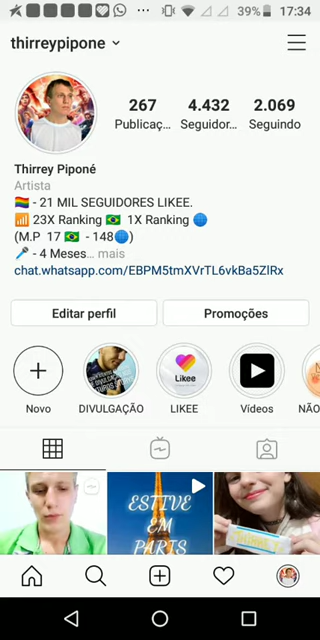 39% 17:34
thirreypipone
267 4.432 2.069
Publicaç... Seguidor... Seguindo
Thirrey Piponé
Artista
🏳️‍🌈 - 21 MIL SEGUIDORES LIKEE.
📶 23X Ranking 🇧🇷 1X Ranking 🌐
(M.P 17 🇧🇷 - 148🌐)
🎤 - 4 Meses... mais
chat.whatsapp.com/EBPM5tmXVrTL6vkBa5ZlRx
Editar perfil Promoções
Likee
Novo DIVULGAÇÃO LIKEE Vídeos NÃO
ESTIVE
EM
PARIS